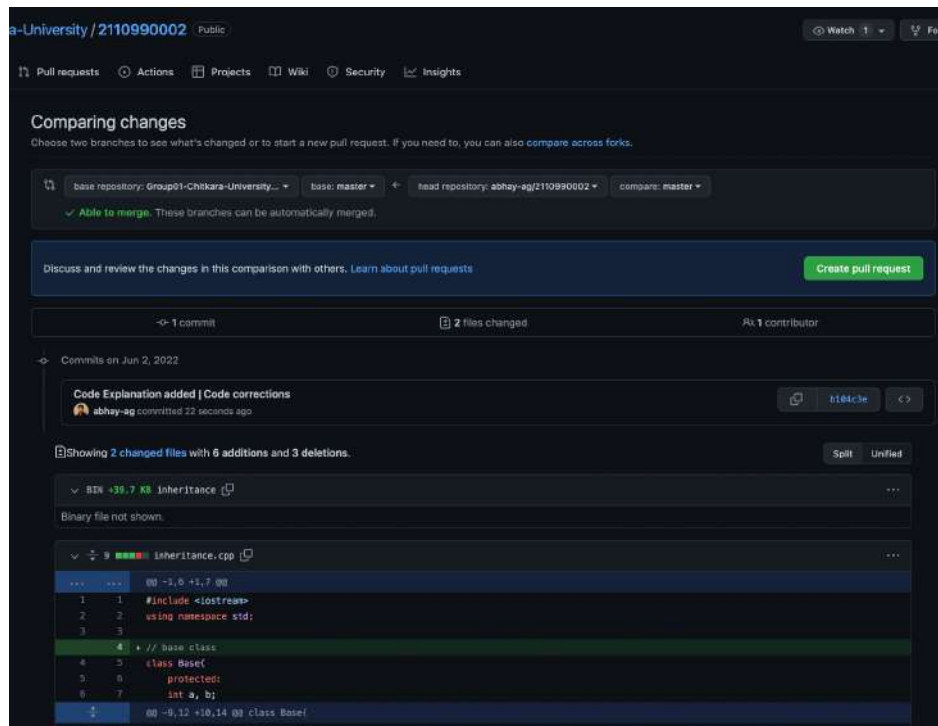 a-University / 2110990002 Public
Watch 1 Fo
Pull requests Actions Projects Wiki Security Insights
Comparing changes
Choose two branches to see what's changed or to start a new pull request. If you need to, you can also compare across forks.
base repository: Group01-Chitkara-University... base: master ← head repository: abhay-ag/2110990002 compare: master
✓ Able to merge. These branches can be automatically merged.
Discuss and review the changes in this comparison with others. Learn about pull requests
Create pull request
1 commit 2 files changed 1 contributor
Commits on Jun 2, 2022
Code Explanation added | Code corrections
abhay-ag committed 22 seconds ago
b104c3e <>
Showing 2 changed files with 6 additions and 3 deletions.
Split Unified
BIN +39.7 KB inheritance ...
Binary file not shown.
9 inheritance.cpp ...
... ... @@ -1,6 +1,7 @@
1 1 #include <iostream>
2 2 using namespace std;
3 3
4 + // base class
4 5 class Base{
5 6 protected:
6 7 int a, b;
@@ -9,12 +10,14 @@ class Base{